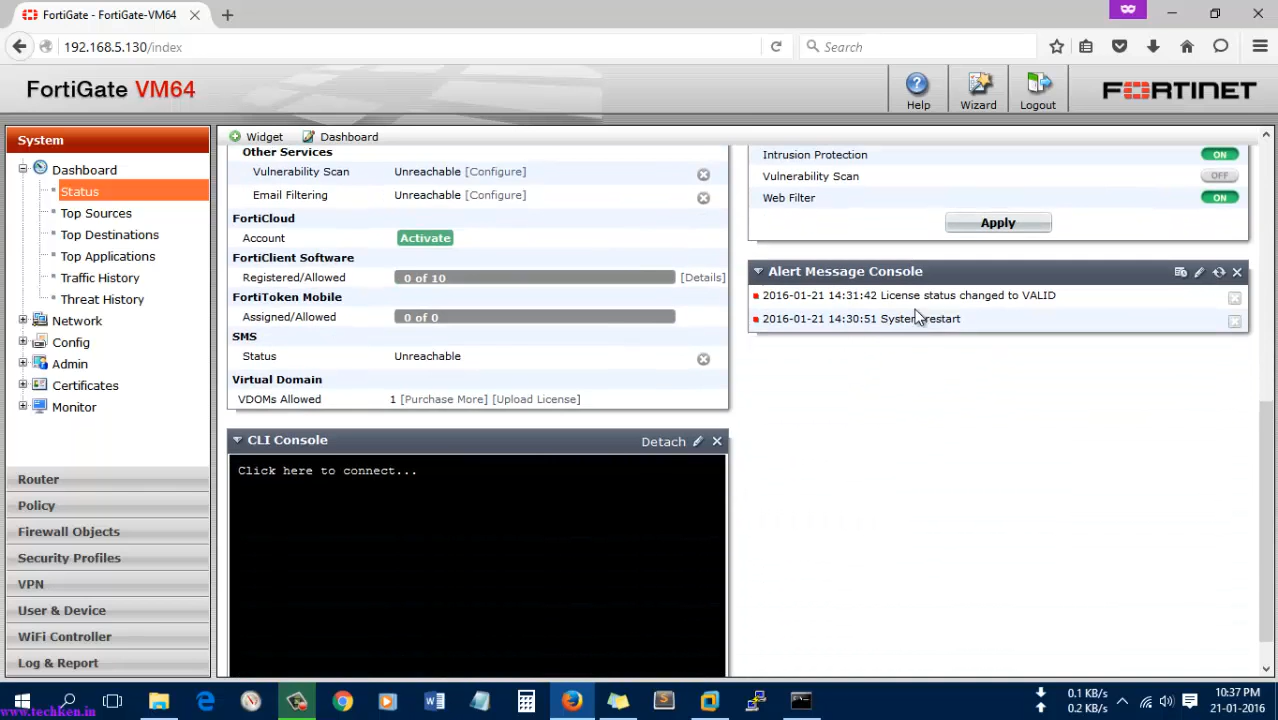 FortiGate - FortiGate-VM64
192.168.5.130/index
Search
FortiGate VM64
Help
Wizard
Logout
FORTINET
System
Dashboard
Status
Top Sources
Top Destinations
Top Applications
Traffic History
Threat History
Network
Config
Admin
Certificates
Monitor
Router
Policy
Firewall Objects
Security Profiles
VPN
User & Device
WiFi Controller
Log & Report
Widget
Dashboard
Other Services
Vulnerability Scan Unreachable [Configure]
Email Filtering Unreachable [Configure]
FortiCloud
Account Activate
FortiClient Software
Registered/Allowed 0 of 10 [Details]
FortiToken Mobile
Assigned/Allowed 0 of 0
SMS
Status Unreachable
Virtual Domain
VDOMs Allowed 1 [Purchase More] [Upload License]
CLI Console Detach
Click here to connect...
Intrusion Protection ON
Vulnerability Scan OFF
Web Filter ON
Apply
Alert Message Console
2016-01-21 14:31:42 License status changed to VALID
2016-01-21 14:30:51 System restart
www.techken.in
0.1 KB/s
0.2 KB/s
10:37 PM
21-01-2016